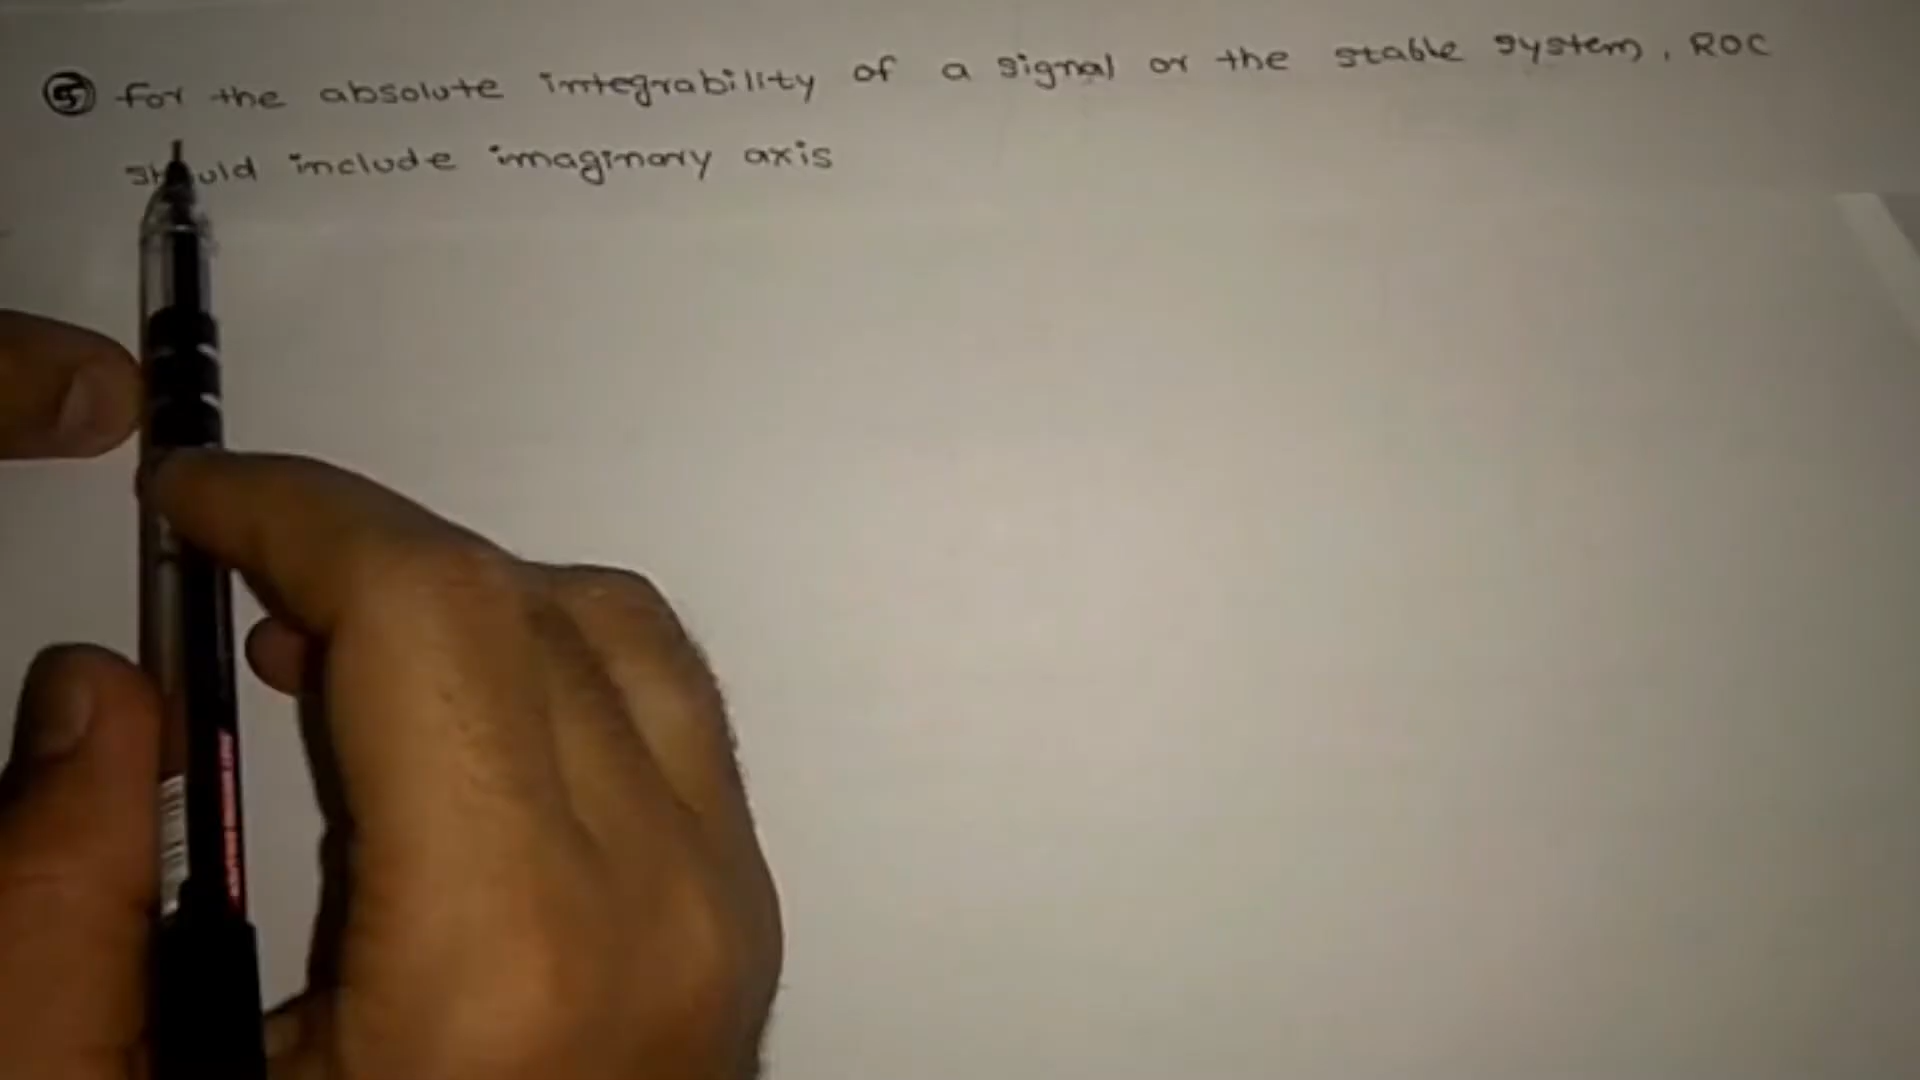 ⑤ For the absolute integrability of a signal or the stable system, ROC
should include imaginary axis